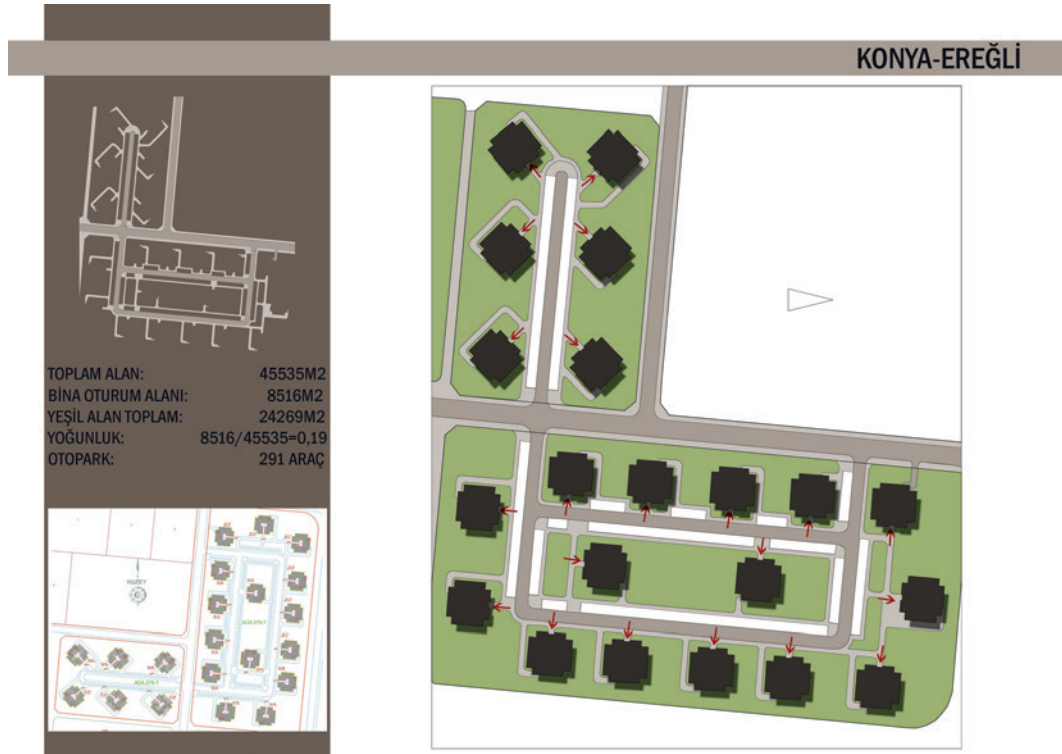 KONYA-EREĞLİ
TOPLAM ALAN: 45535M2
BİNA OTURUM ALANI: 8516M2
YEŞİL ALAN TOPLAM: 24269M2
YOĞUNLUK: 8516/45535=0,19
OTOPARK: 291 ARAÇ
KUZEY